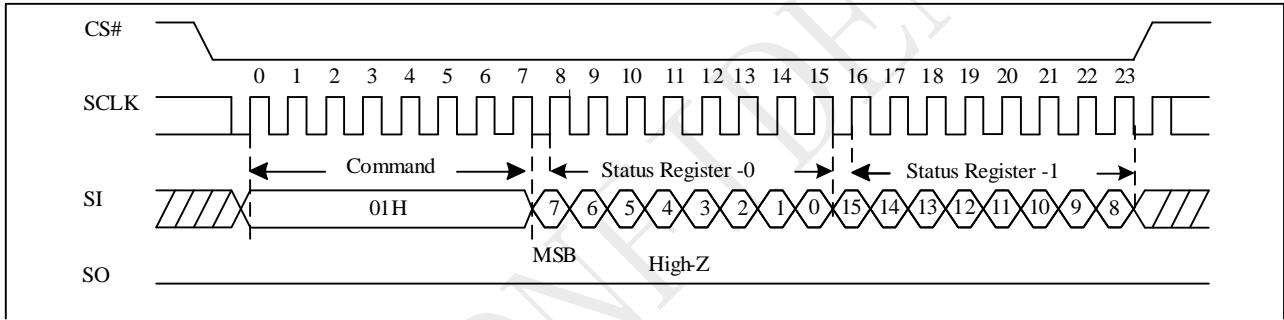 CS#
0 1 2 3 4 5 6 7 8 9 10 11 12 13 14 15 16 17 18 19 20 21 22 23
SCLK
Command Status Register -0 Status Register -1
SI 01H 7 6 5 4 3 2 1 0 15 14 13 12 11 10 9 8
MSB High-Z
SO